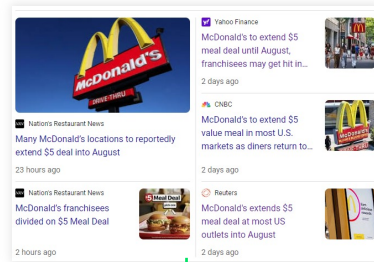 McDonald's
DRIVE-THRU
Nation's Restaurant News
Many McDonald's locations to reportedly
extend $5 deal into August
23 hours ago
Nation's Restaurant News
McDonald's franchisees
divided on $5 Meal Deal
$5 Meal Deal
2 hours ago
Yahoo Finance
McDonald's to extend $5
meal deal until August,
franchisees may get hit in...
2 days ago
CNBC
McDonald's to extend $5
value meal in most U.S.
markets as diners return to...
2 days ago
Reuters
McDonald's extends $5
meal deal at most US
outlets into August
2 days ago